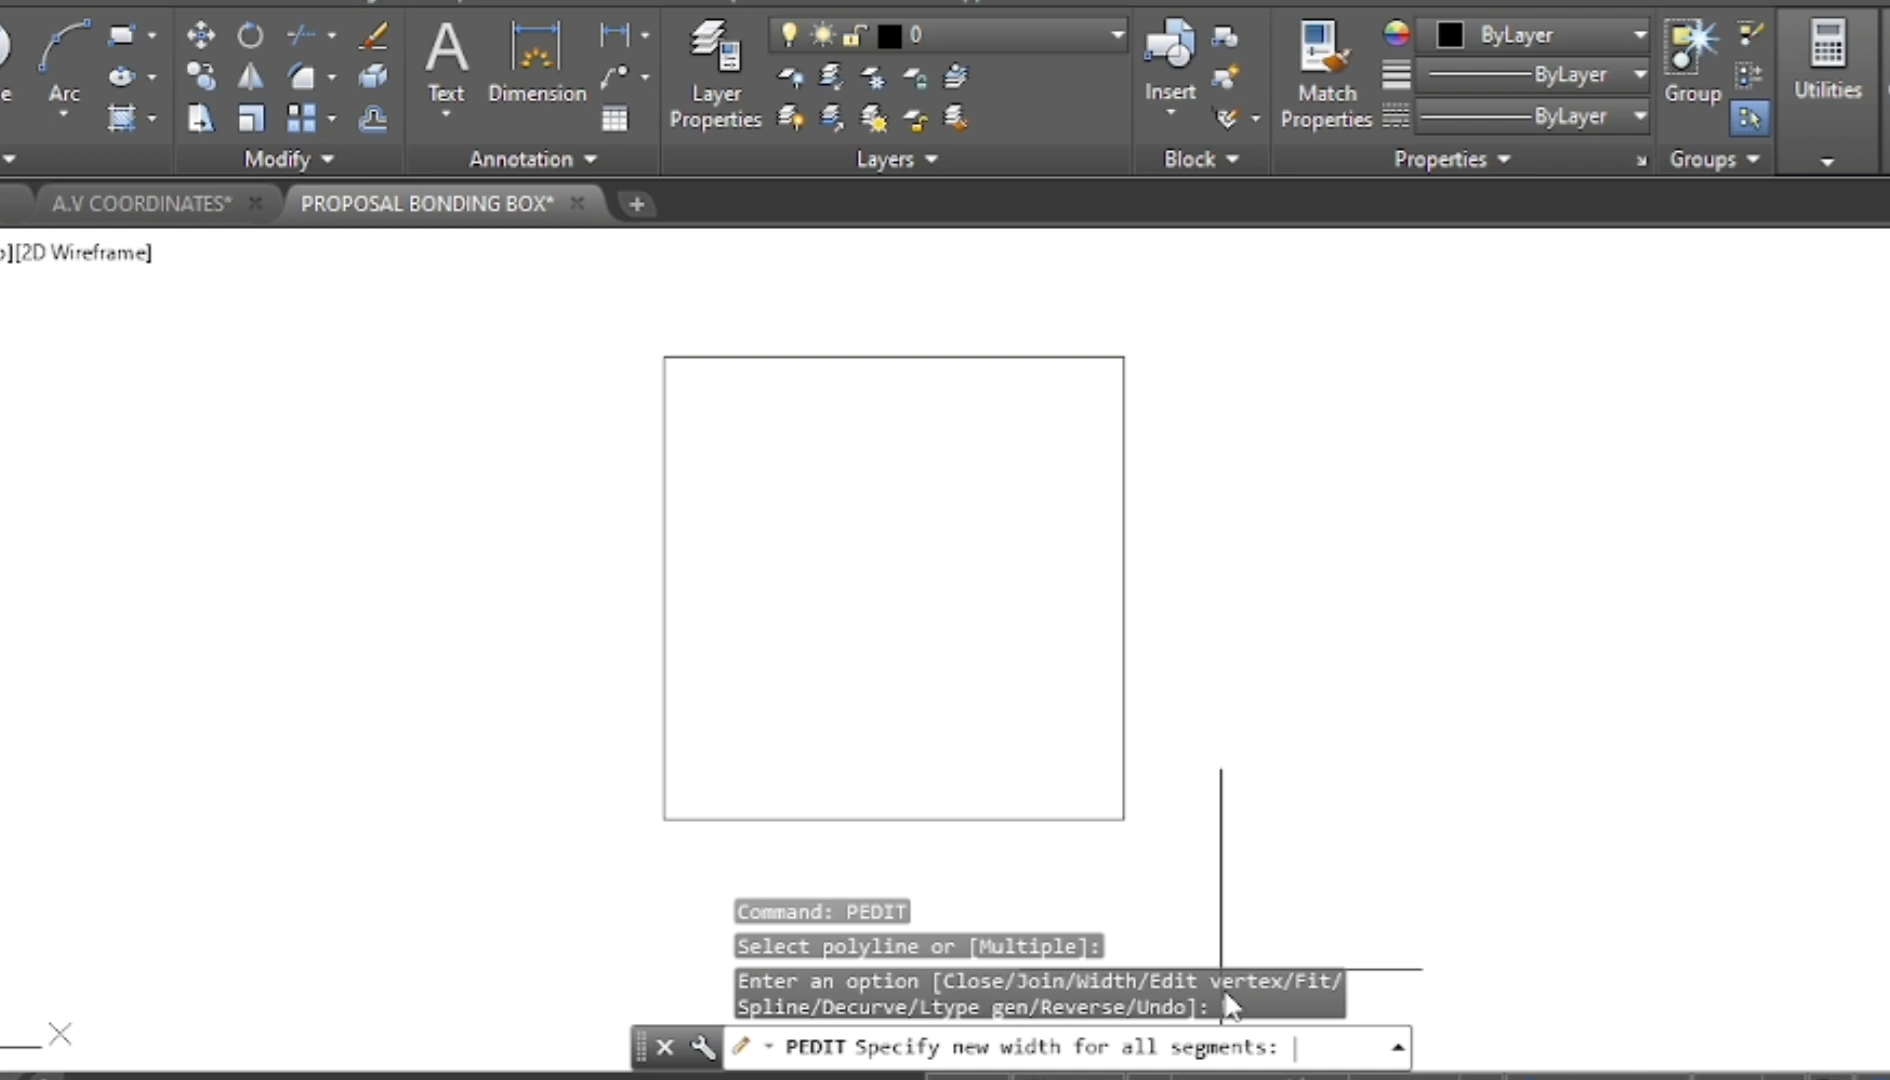 e Arc
Text Dimension
Layer Properties
0
Insert
Match Properties
ByLayer
ByLayer
ByLayer
Group
Utilities
Modify Annotation Layers Block Properties Groups
A.V COORDINATES* PROPOSAL BONDING BOX*
][2D Wireframe]
Command: PEDIT
Select polyline or [Multiple]:
Enter an option [Close/Join/Width/Edit vertex/Fit/
Spline/Decurve/Ltype gen/Reverse/Undo]:
PEDIT Specify new width for all segments: